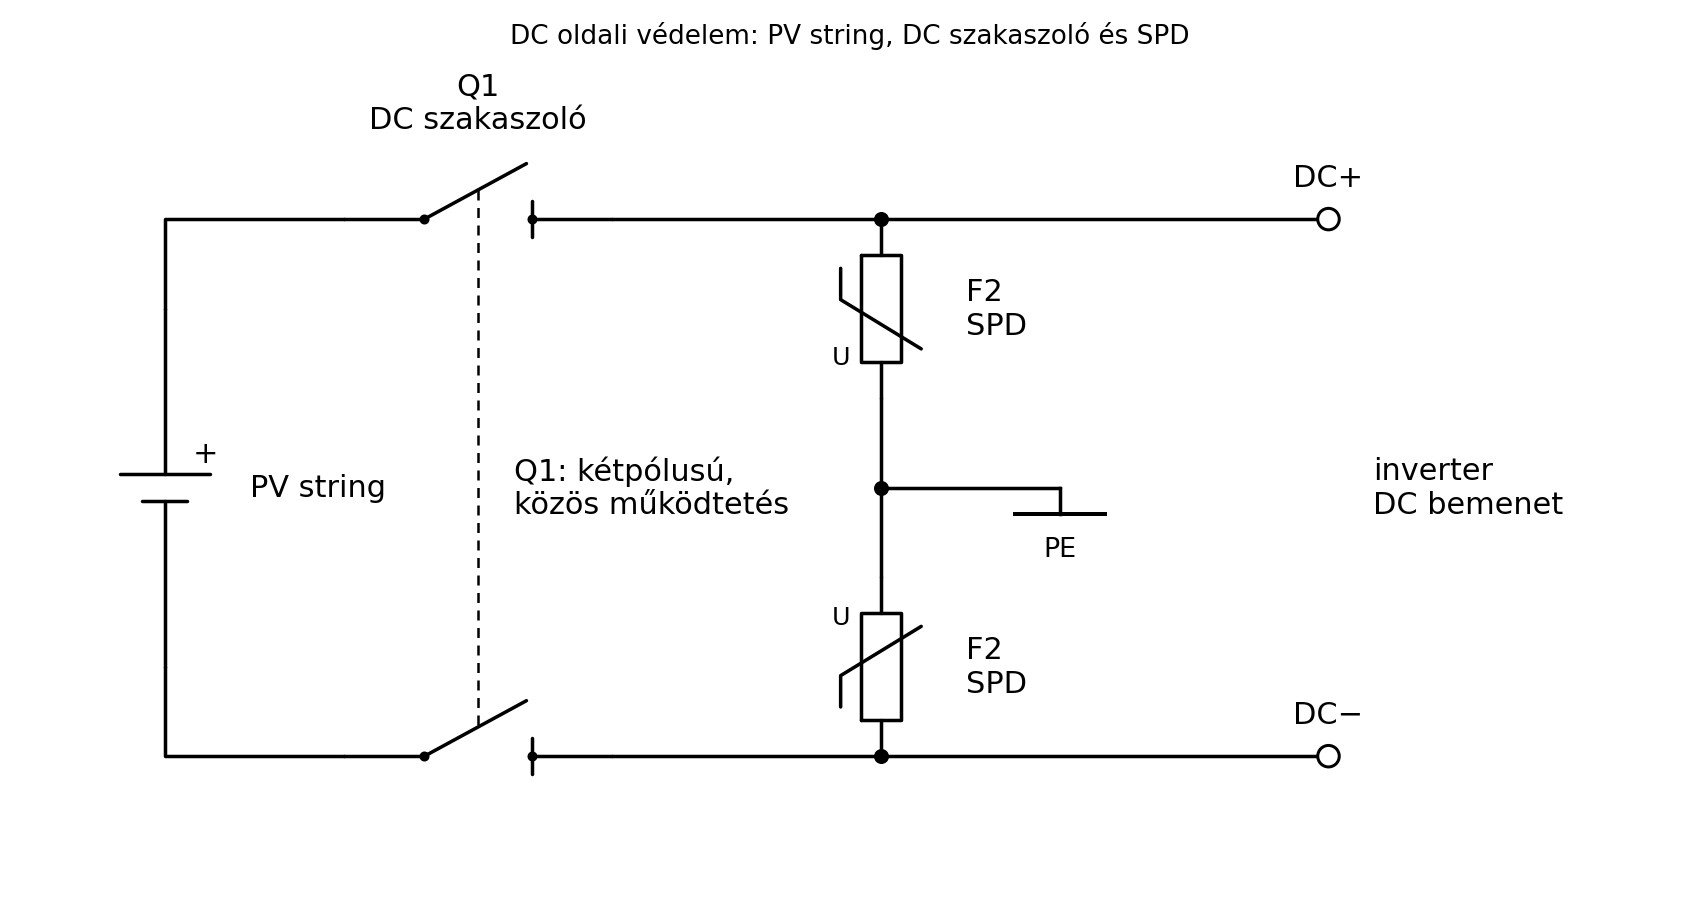 DC oldali védelem: PV string, DC szakaszoló és SPD
Q1
DC szakaszoló
DC+
F2
SPD
U
+
PV string
Q1: kétpólusú,
közös működtetés
inverter
DC bemenet
PE
U
F2
SPD
DC−